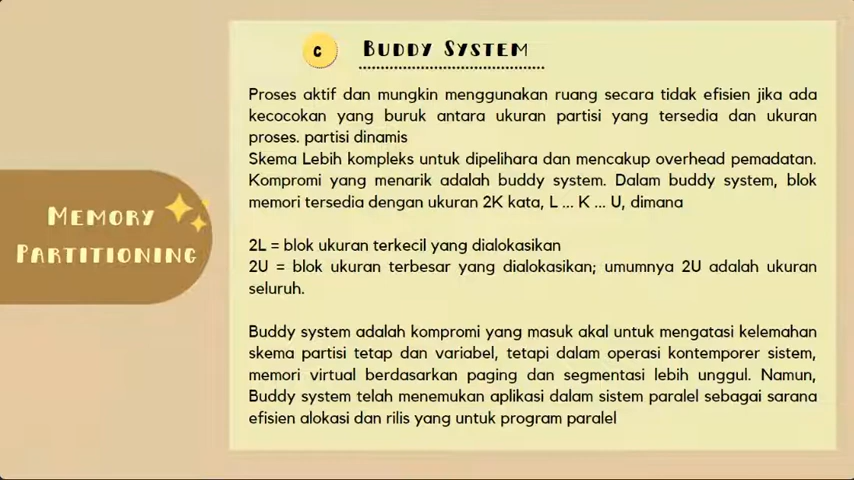 Memory
Partitioning
C
Buddy System
Proses aktif dan mungkin menggunakan ruang secara tidak efisien jika ada
kecocokan yang buruk antara ukuran partisi yang tersedia dan ukuran
proses. partisi dinamis
Skema Lebih kompleks untuk dipelihara dan mencakup overhead pemadatan.
Kompromi yang menarik adalah buddy system. Dalam buddy system, blok
memori tersedia dengan ukuran 2K kata, L ... K ... U, dimana
2L = blok ukuran terkecil yang dialokasikan
2U = blok ukuran terbesar yang dialokasikan; umumnya 2U adalah ukuran
seluruh.
Buddy system adalah kompromi yang masuk akal untuk mengatasi kelemahan
skema partisi tetap dan variabel, tetapi dalam operasi kontemporer sistem,
memori virtual berdasarkan paging dan segmentasi lebih unggul. Namun,
Buddy system telah menemukan aplikasi dalam sistem paralel sebagai sarana
efisien alokasi dan rilis yang untuk program paralel